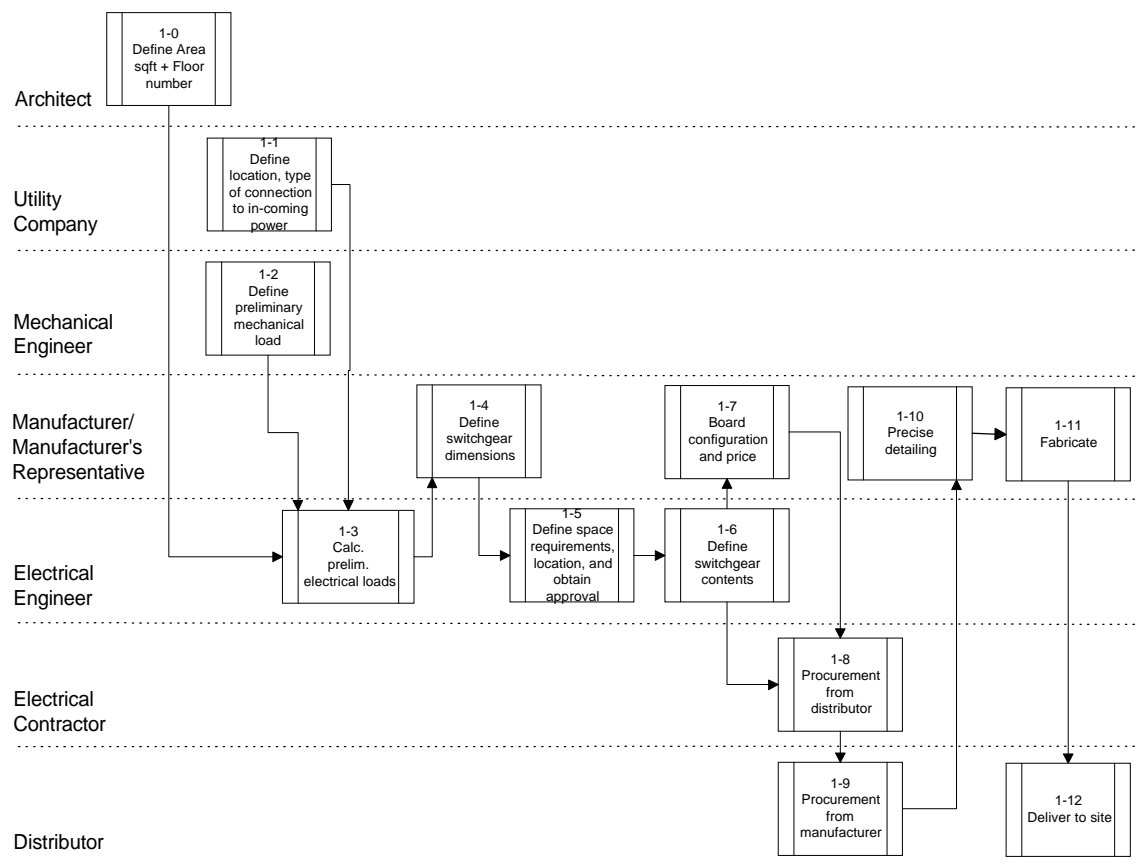 1-0
Define Area
sqft + Floor
number
Architect
1-1
Define
location, type
of connection
to in-coming
power
Utility
Company
1-2
Define
preliminary
mechanical
load
Mechanical
Engineer
Manufacturer/
Manufacturer's
Representative
1-4
Define
switchgear
dimensions
1-7
Board
configuration
and price
1-10
Precise
detailing
1-11
Fabricate
Electrical
Engineer
1-3
Calc.
prelim.
electrical loads
1-5
Define space
requirements,
location, and
obtain
approval
1-6
Define
switchgear
contents
Electrical
Contractor
1-8
Procurement
from
distributor
Distributor
1-9
Procurement
from
manufacturer
1-12
Deliver to site